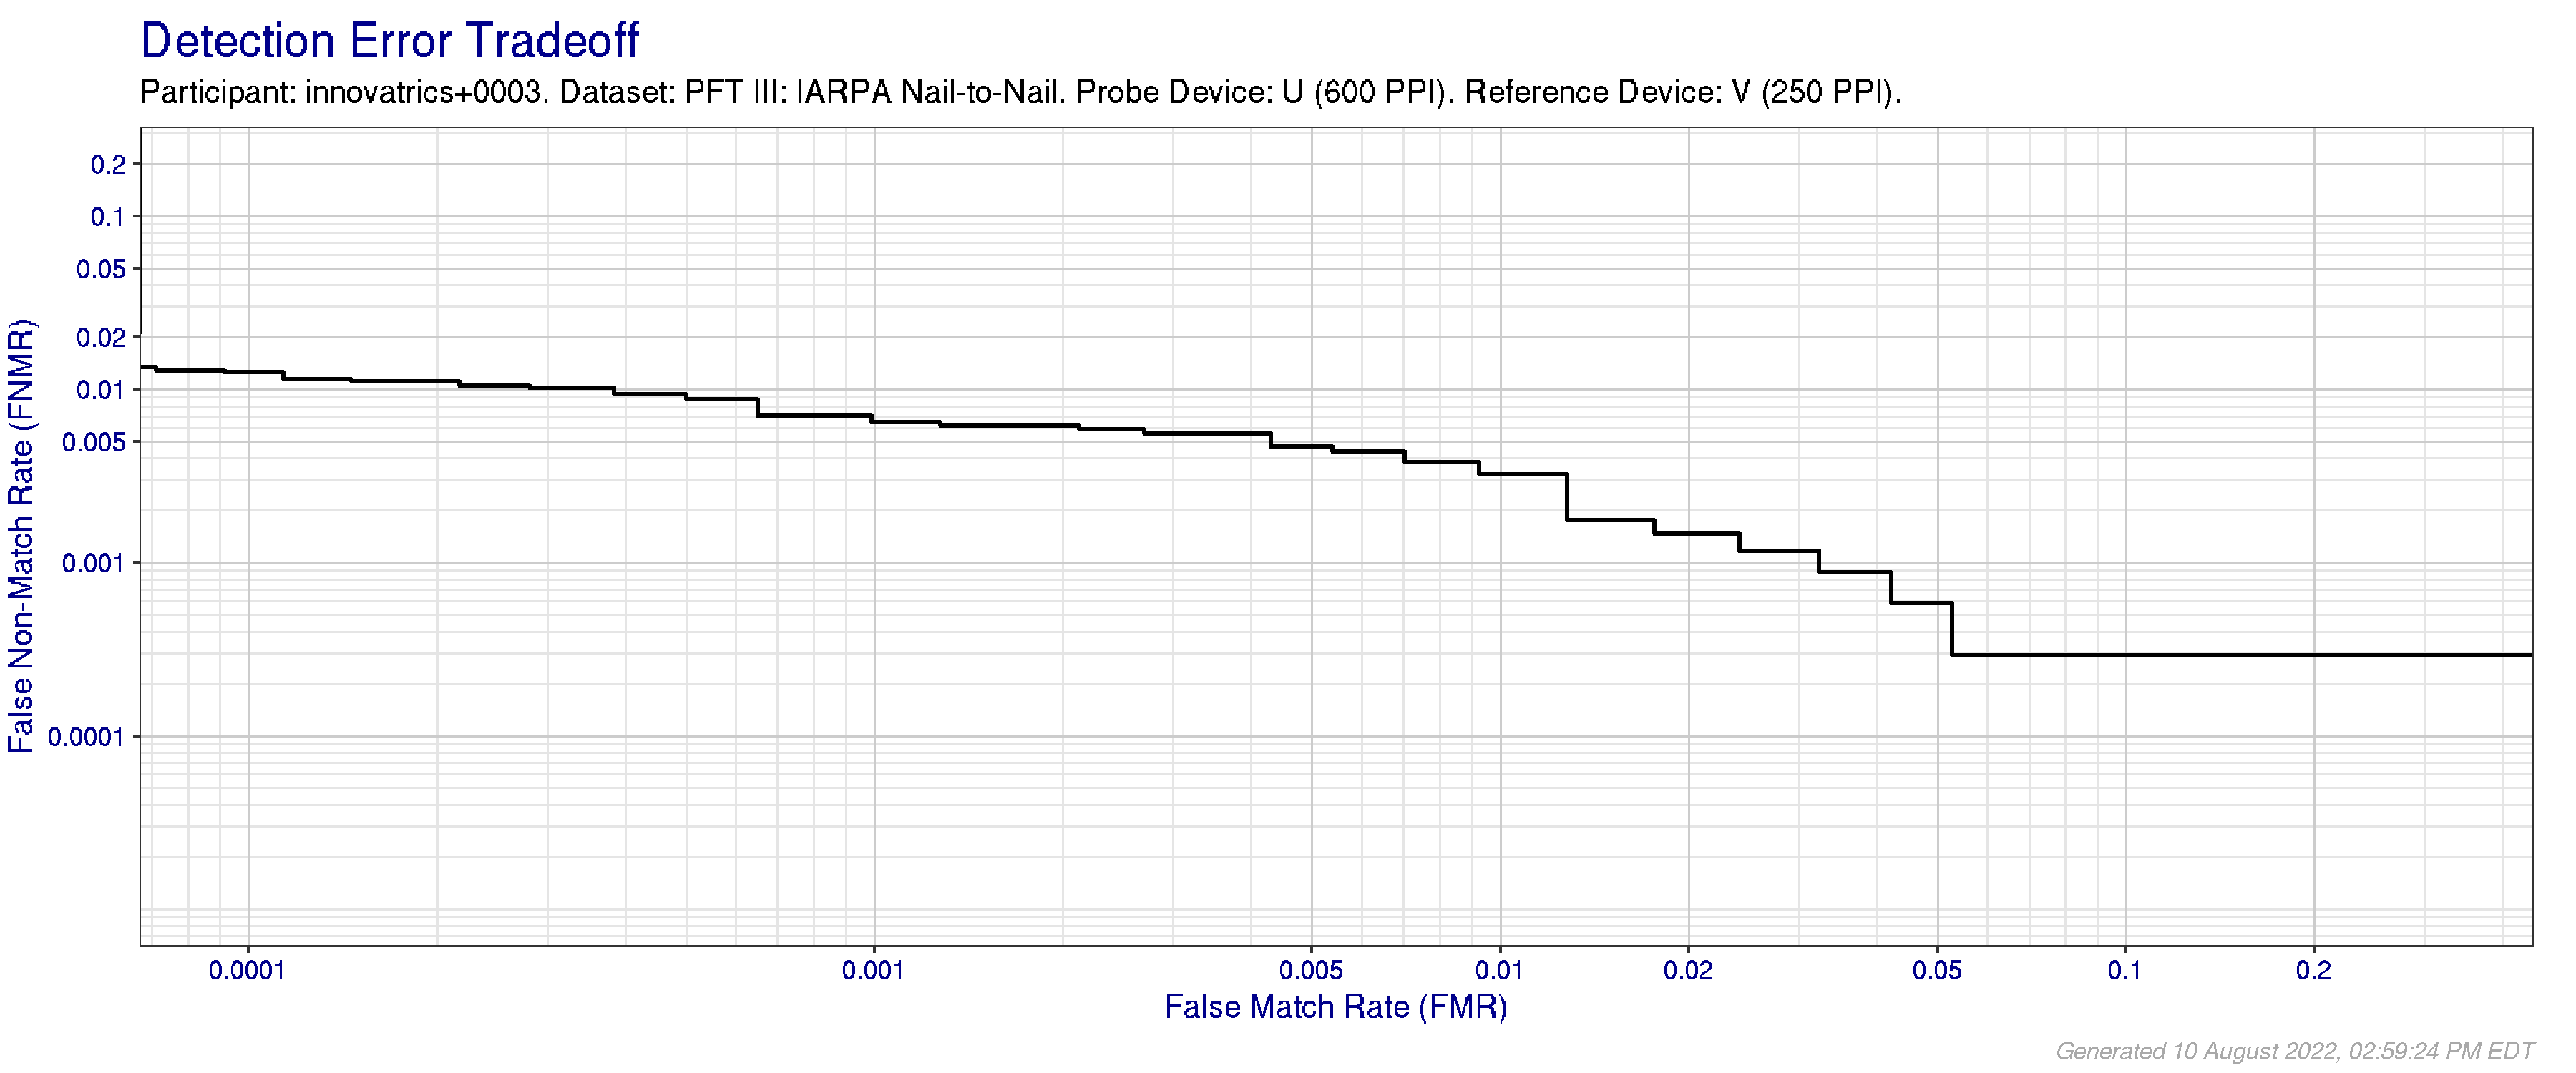 Detection Error Tradeoff
Participant: innovatrics+0003. Dataset: PFT III: IARPA Nail-to-Nail. Probe Device: U (600 PPI). Reference Device: V (250 PPI).
False Non-Match Rate (FNMR)
0.2
0.1
0.05
0.02
0.01
0.005
0.001
0.0001
0.0001 0.001 0.005 0.01 0.02 0.05 0.1 0.2
False Match Rate (FMR)
Generated 10 August 2022, 02:59:24 PM EDT